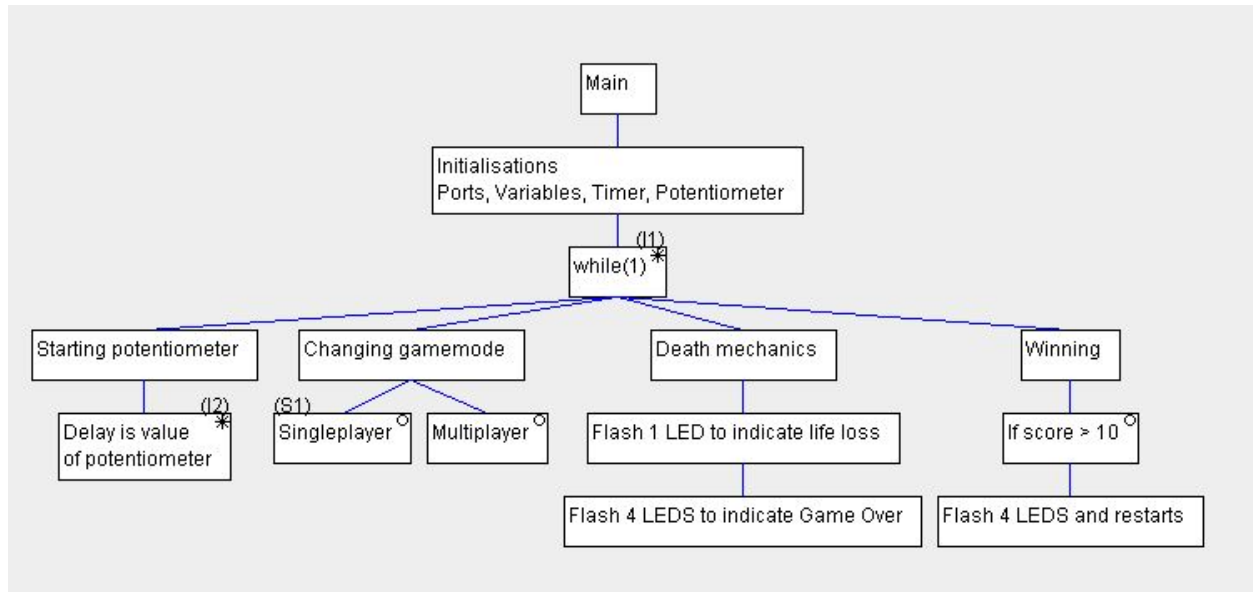 Main
Initialisations
Ports, Variables, Timer, Potentiometer
(I1)
while(1) *
Starting potentiometer
Changing gamemode
Death mechanics
Winning
(I2)
*
Delay is value
of potentiometer
(S1)
Singleplayer
Multiplayer
Flash 1 LED to indicate life loss
If score > 10
Flash 4 LEDS to indicate Game Over
Flash 4 LEDS and restarts